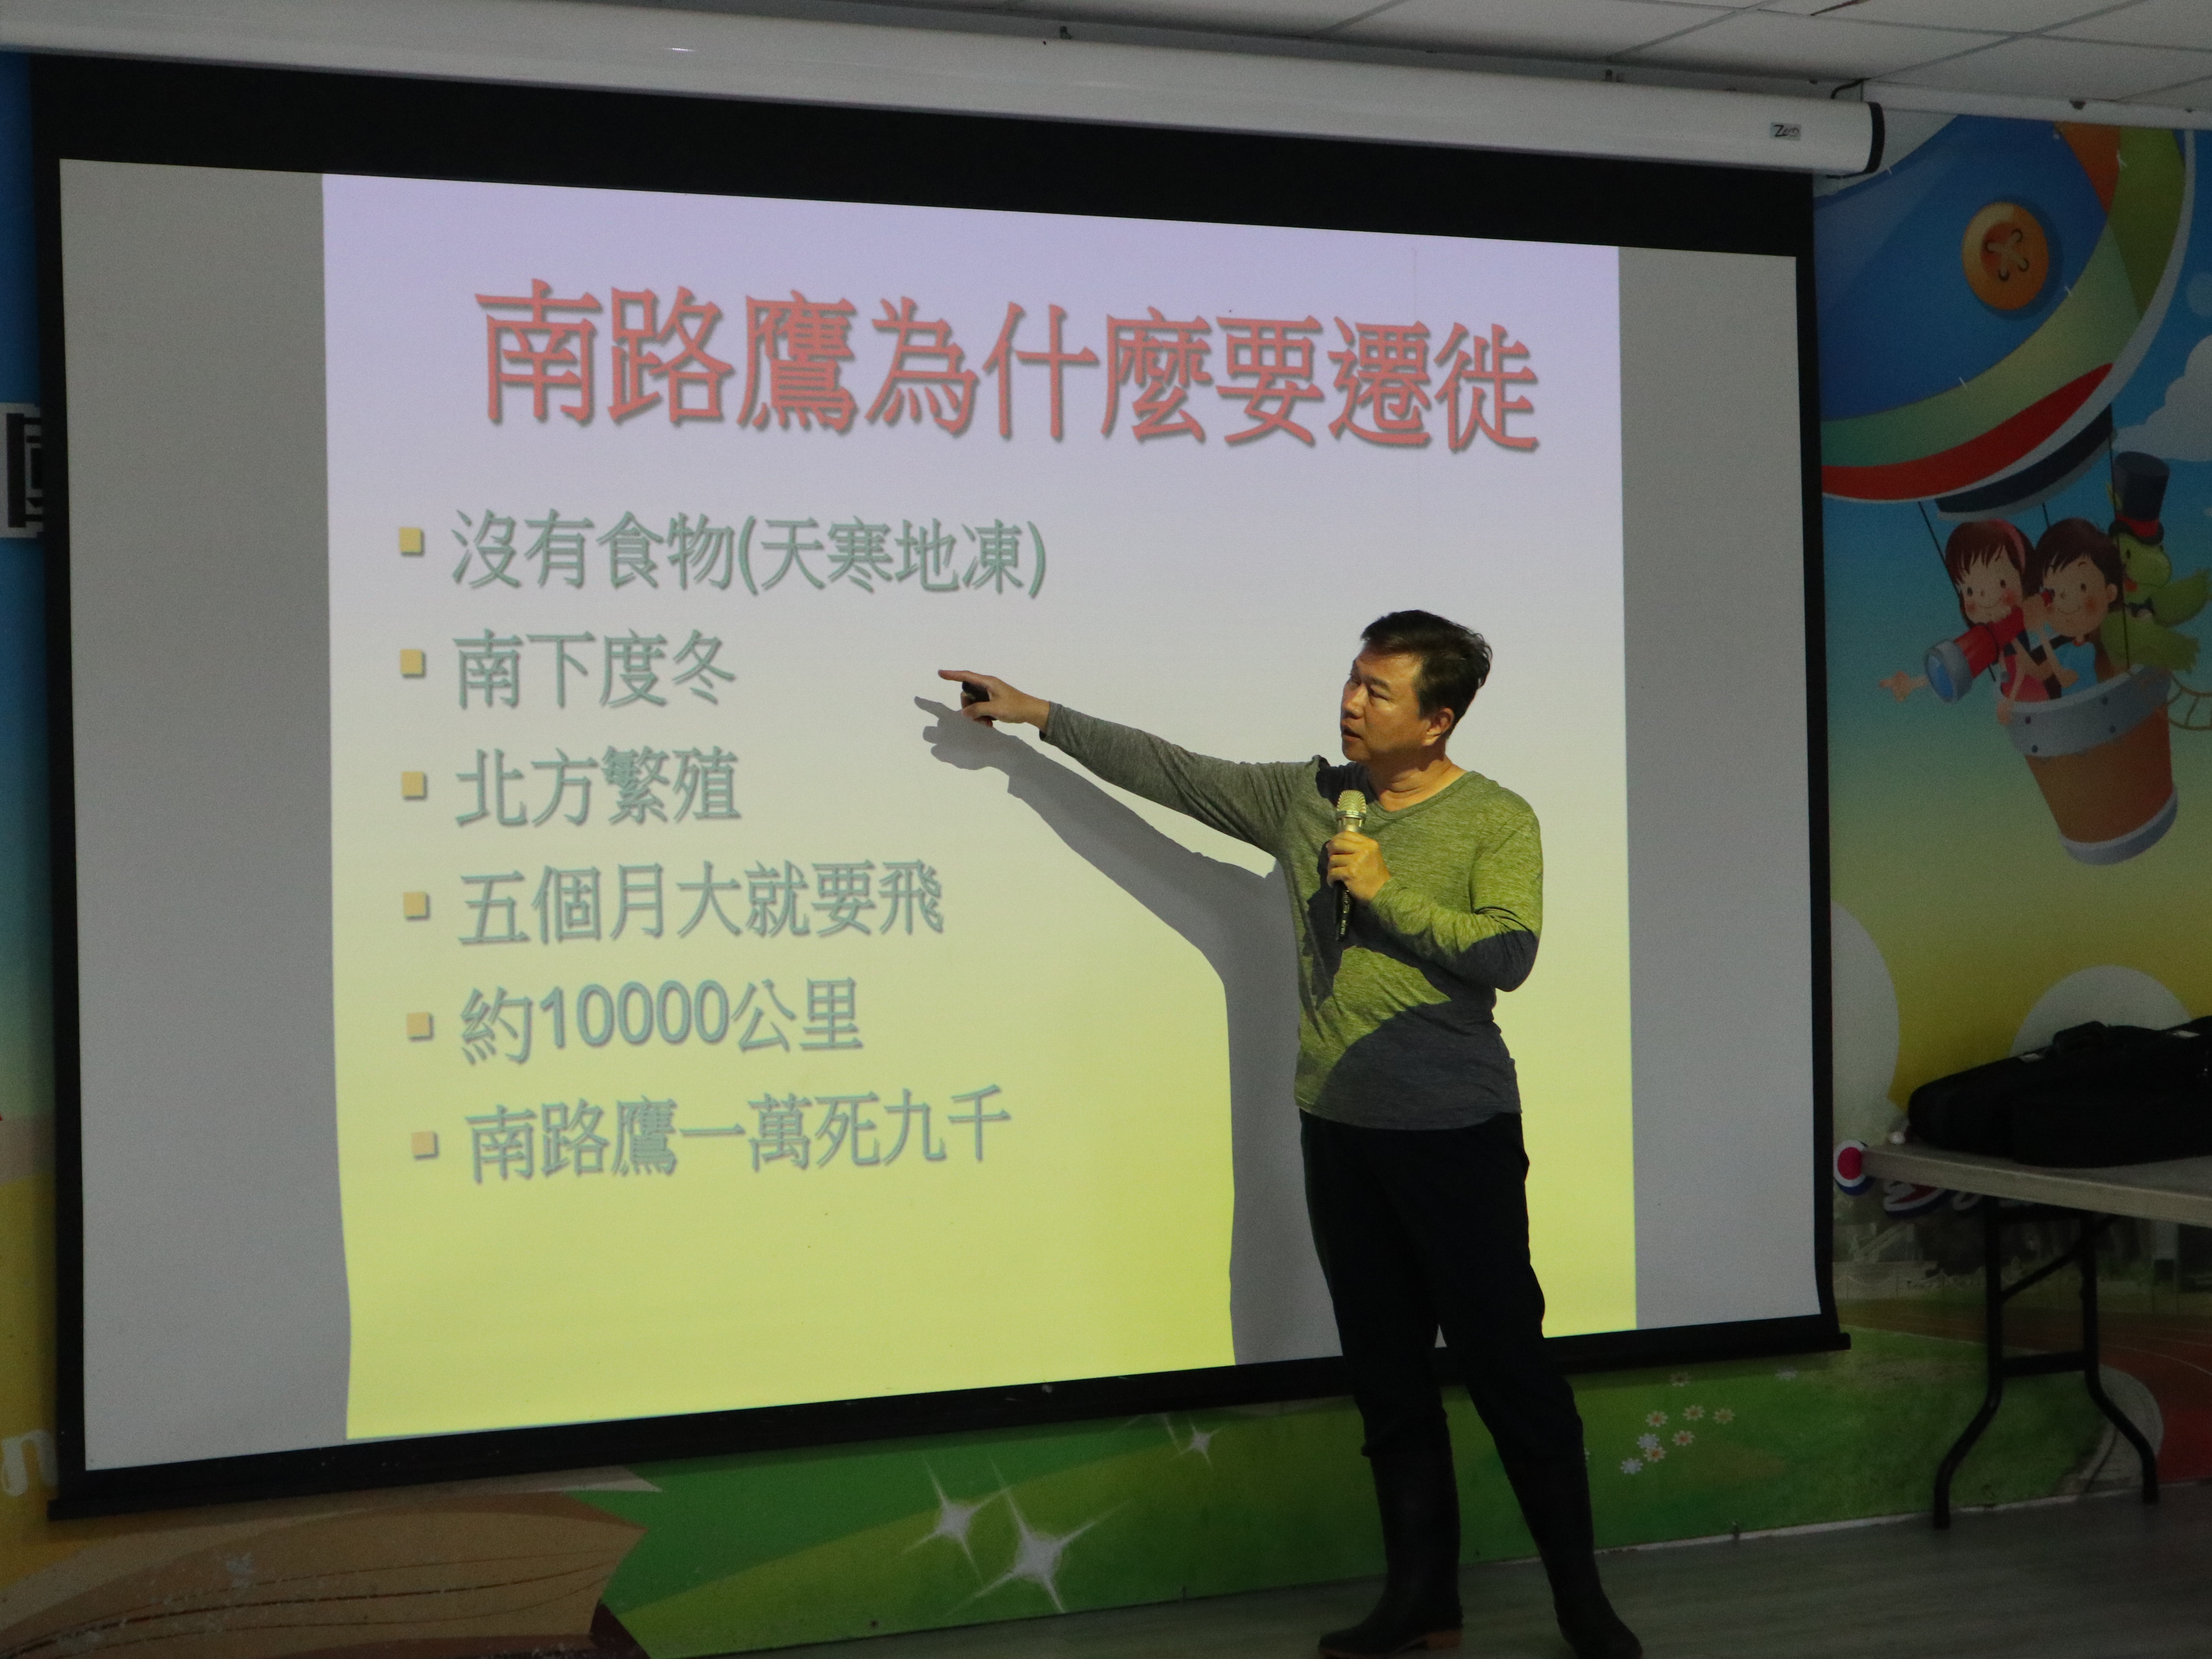 Zero
南路鷹為什麼要遷徙
沒有食物(天寒地凍)
南下度冬
北方繁殖
五個月大就要飛
約10000公里
南路鷹一萬死九千